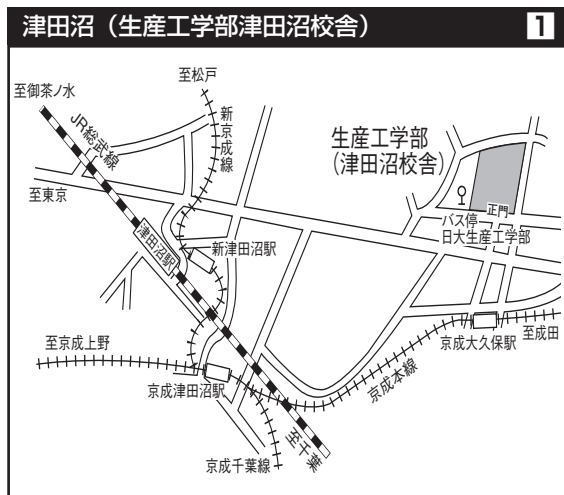 津田沼（生産工学部津田沼校舎）
1
至松戸
至御茶ノ水
新京成線
JR総武線
生産工学部
（津田沼校舎）
至東京
正門
バス停
日大生産工学部
津田沼駅
新津田沼駅
至京成上野
至成田
京成大久保駅
京成津田沼駅
京成本線
至千葉
京成千葉線